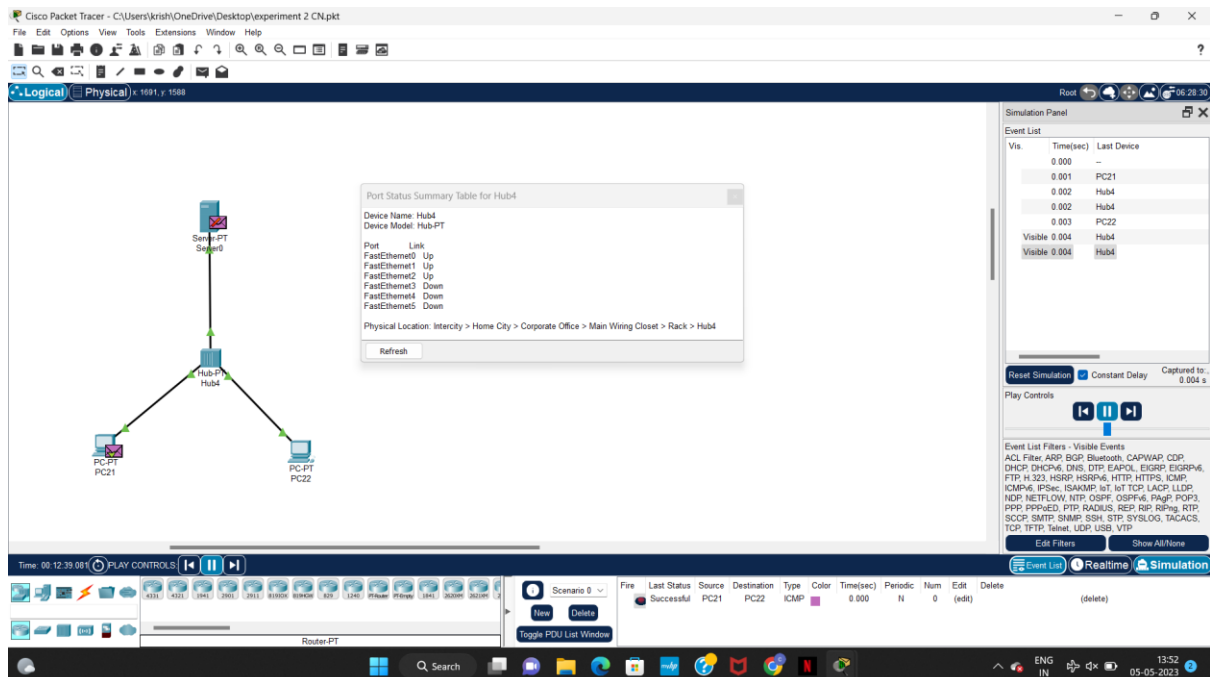 Cisco Packet Tracer - C:\Users\krish\OneDrive\Desktop\experiment 2 CN.pkt
File Edit Options View Tools Extensions Window Help
?
Logical Physical x: 1691, y: 1588
Root 06:28:30
Simulation Panel
Event List
Vis. Time(sec) Last Device
0.000 --
0.001 PC21
0.002 Hub4
0.002 Hub4
0.003 PC22
Visible 0.004 Hub4
Visible 0.004 Hub4
Reset Simulation Constant Delay Captured to:
0.004 s
Play Controls
Event List Filters - Visible Events
ACL Filter, ARP, BGP, Bluetooth, CAPWAP, CDP,
DHCP, DHCPv6, DNS, DTP, EAPOL, EIGRP, EIGRPv6,
FTP, H.323, HSRP, HSRPv6, HTTP, HTTPS, ICMP,
ICMPv6, IPSec, ISAKMP, IoT, IoT TCP, LACP, LLDP,
NDP, NETFLOW, NTP, OSPF, OSPFv6, PAgP, POP3,
PPP, PPPoED, PTP, RADIUS, REP, RIP, RIPng, RTP,
SCCP, SMTP, SNMP, SSH, STP, SYSLOG, TACACS,
TCP, TFTP, Telnet, UDP, USB, VTP
Edit Filters Show All/None
Event List Realtime Simulation
Server-PT
Server0
Hub-PT
Hub4
PC-PT
PC21
PC-PT
PC22
Port Status Summary Table for Hub4
Device Name: Hub4
Device Model: Hub-PT
Port Link
FastEthernet0 Up
FastEthernet1 Up
FastEthernet2 Up
FastEthernet3 Down
FastEthernet4 Down
FastEthernet5 Down
Physical Location: Intercity > Home City > Corporate Office > Main Wiring Closet > Rack > Hub4
Refresh
Time: 00:12:39.081 PLAY CONTROLS:
4331 4321 1941 2901 2911 819IOX 819HGW 829 1240 PT-Router PT-Empty 1841 2620XM 2621XM
Router-PT
Scenario 0
New Delete
Toggle PDU List Window
Fire Last Status Source Destination Type Color Time(sec) Periodic Num Edit Delete
Successful PC21 PC22 ICMP 0.000 N 0 (edit) (delete)
Search
ENG
IN
13:52
05-05-2023
2